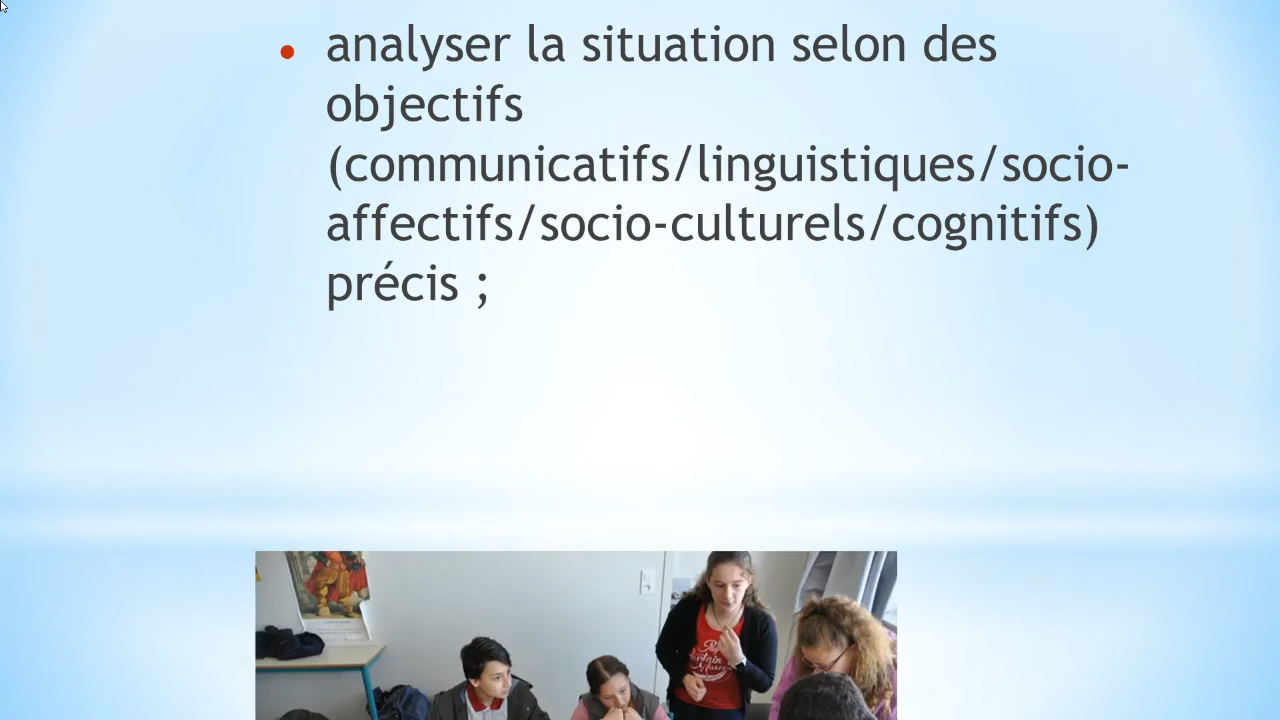 • analyser la situation selon des
objectifs
(communicatifs/linguistiques/socio-
affectifs/socio-culturels/cognitifs)
précis ;